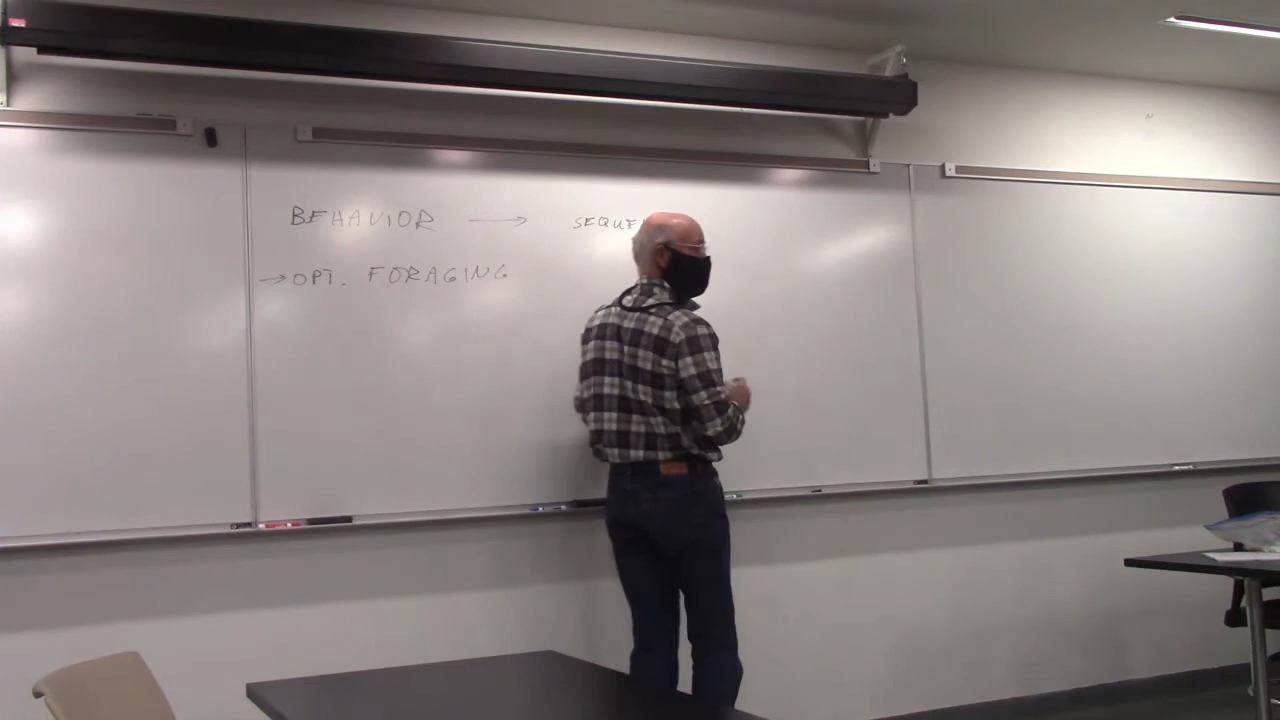 BEHAVIOR → SEQUE
→ OPT. FORAGING